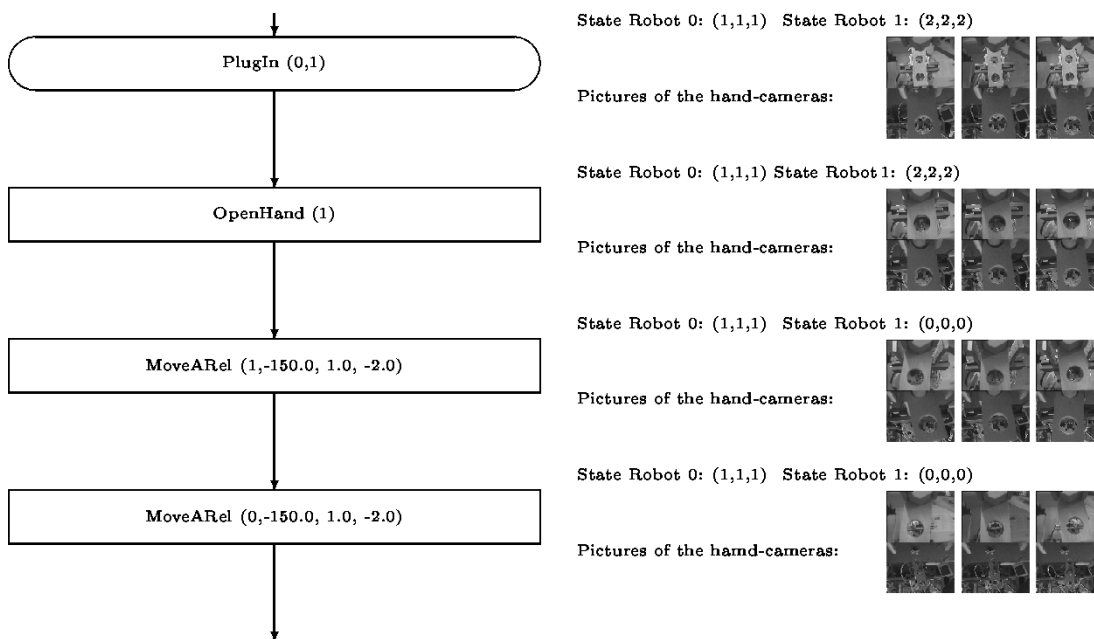 State Robot 0: (1,1,1) State Robot 1: (2,2,2)
PlugIn (0,1)
Pictures of the hand-cameras:
State Robot 0: (1,1,1) State Robot 1: (2,2,2)
OpenHand (1)
Pictures of the hand-cameras:
State Robot 0: (1,1,1) State Robot 1: (0,0,0)
MoveARel (1,-150.0, 1.0, -2.0)
Pictures of the hand-cameras:
State Robot 0: (1,1,1) State Robot 1: (0,0,0)
MoveARel (0,-150.0, 1.0, -2.0)
Pictures of the hamd-cameras: